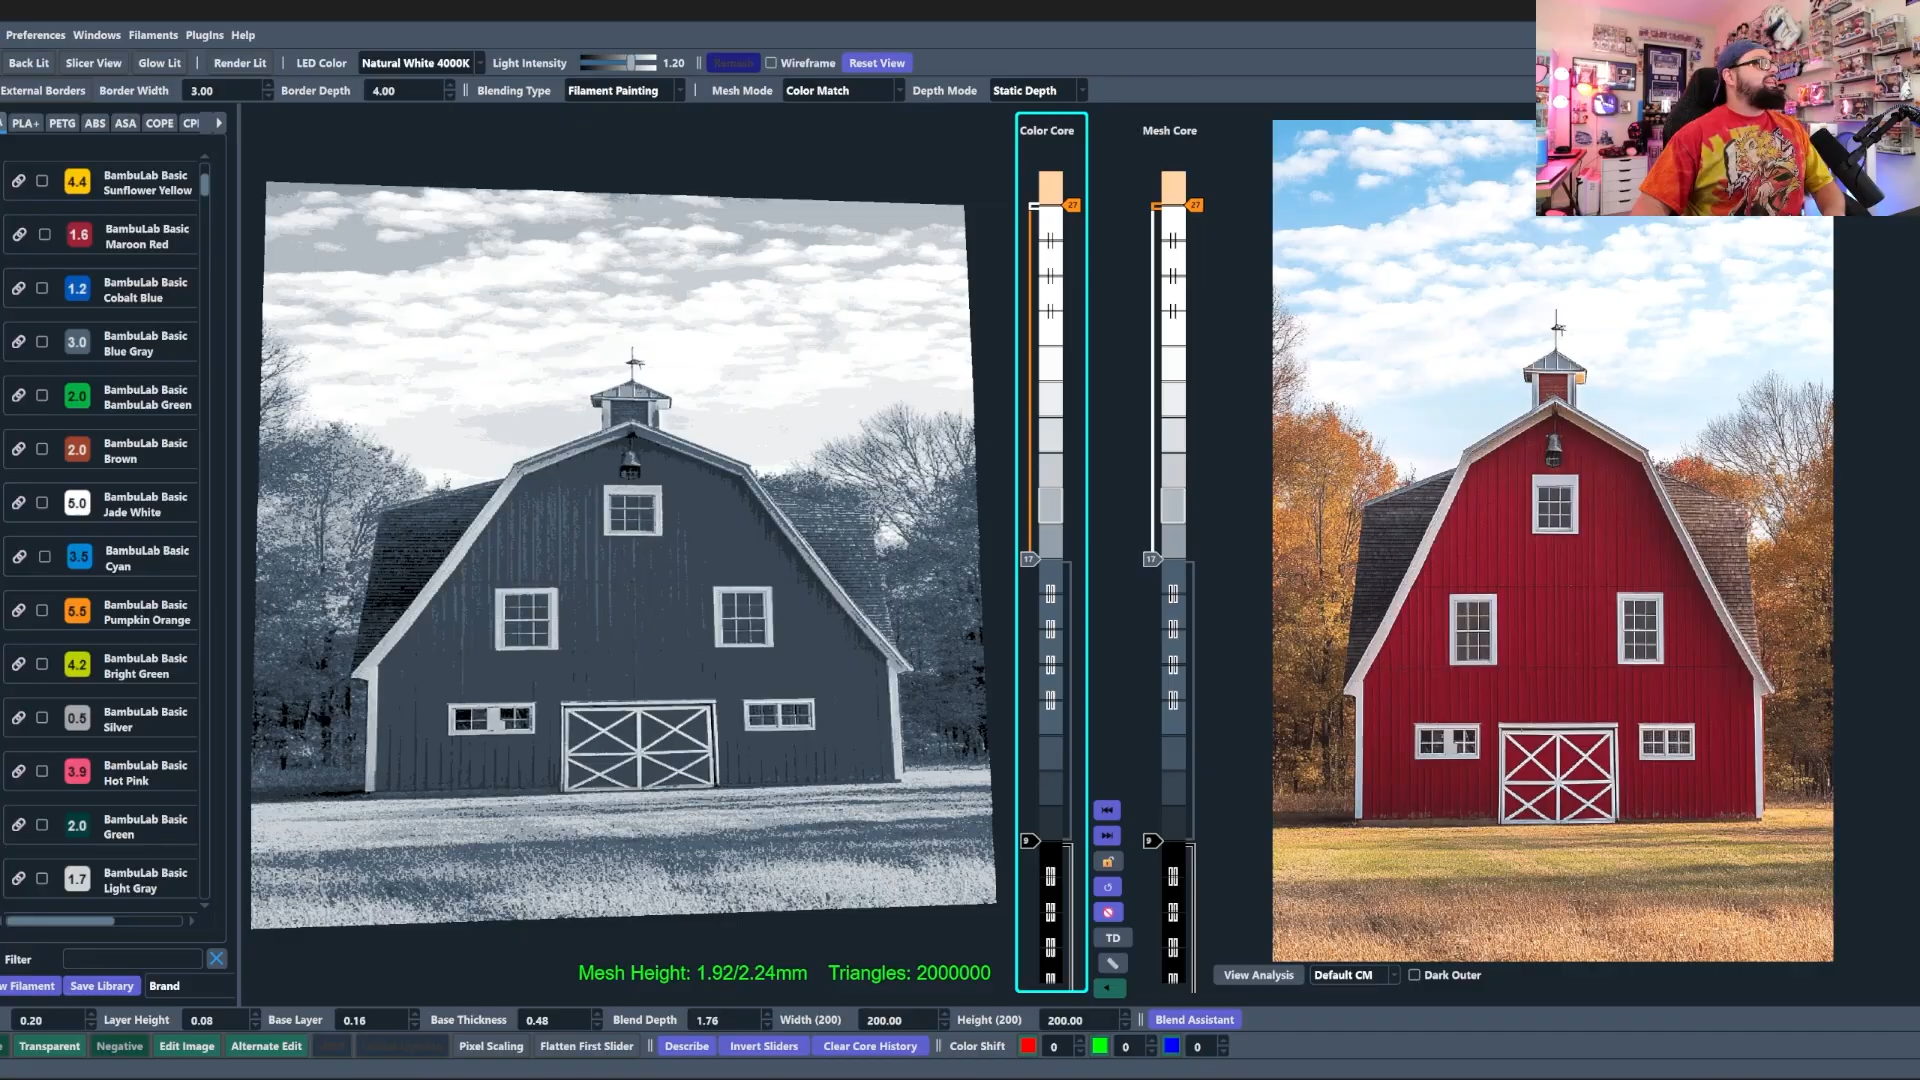 Preferences Windows Filaments PlugIns Help
Back Lit Slicer View Glow Lit | Render Lit | LED Color Natural White 4000K Light Intensity 1.20 || Wireframe Reset View
External Borders Border Width 3.00 Border Depth 4.00 || Blending Type Filament Painting | Mesh Mode Color Match Depth Mode Static Depth
PLA+ PETG ABS ASA COPE
Color Core
Mesh Core
4.4 BambuLab Basic
Sunflower Yellow
1.6 BambuLab Basic
Maroon Red
1.2 BambuLab Basic
Cobalt Blue
3.0 BambuLab Basic
Blue Gray
2.0 BambuLab Basic
BambuLab Green
2.0 BambuLab Basic
Brown
5.0 BambuLab Basic
Jade White
3.5 BambuLab Basic
Cyan
5.5 BambuLab Basic
Pumpkin Orange
4.2 BambuLab Basic
Bright Green
0.5 BambuLab Basic
Silver
3.9 BambuLab Basic
Hot Pink
2.0 BambuLab Basic
Green
1.7 BambuLab Basic
Light Gray
27
27
17
17
9
9
TD
Filter
w Filament Save Library Brand
Mesh Height: 1.92/2.24mm Triangles: 2000000
View Analysis Default CM Dark Outer
0.20 Layer Height 0.08 Base Layer 0.16 Base Thickness 0.48 Blend Depth 1.76 Width (200) 200.00 Height (200) 200.00 || Blend Assistant
Transparent Negative Edit Image Alternate Edit Pixel Scaling Flatten First Slider || Describe Invert Sliders Clear Core History || Color Shift 0 0 0